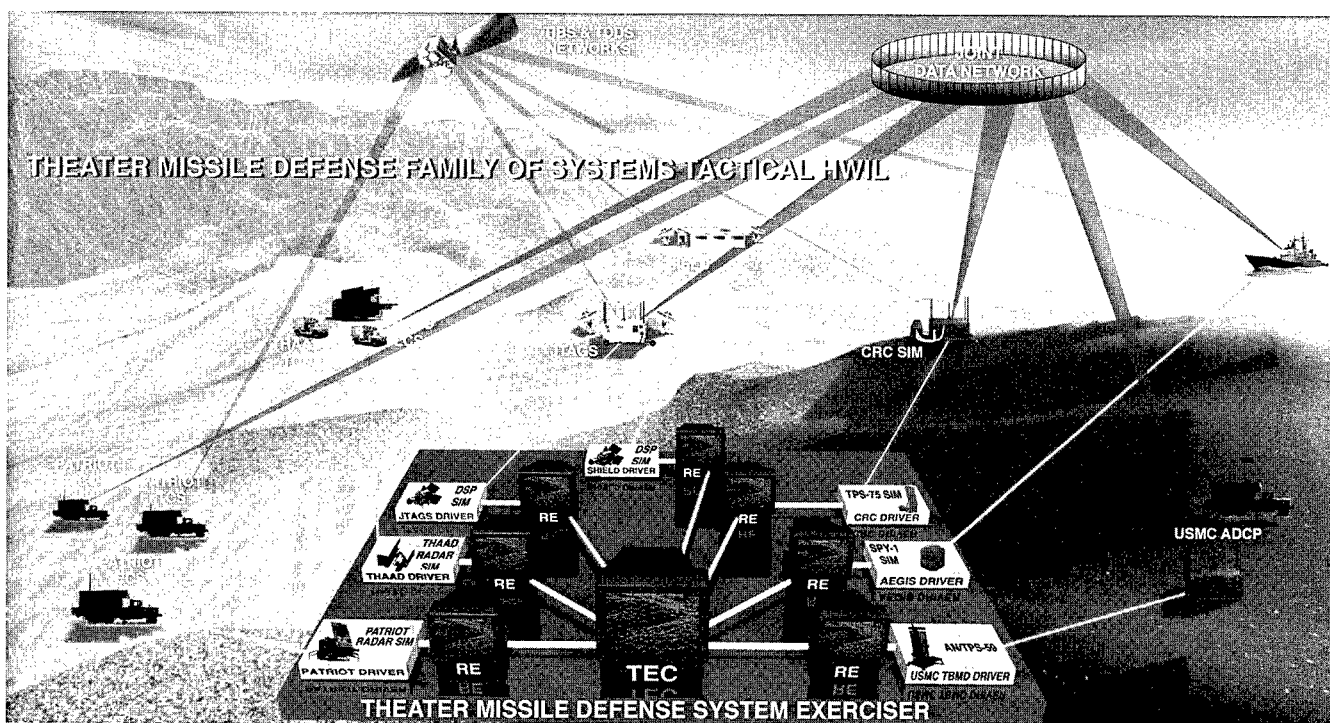 NETWORKS
JOINT
DATA NETWORK
THEATER MISSILE DEFENSE FAMILY OF SYSTEMS TACTICAL HWIL
JTAGS
CRC SIM
PATRIOT
DSP
SIM
SHIELD DRIVER
RE
DSP
SIM
JTAGS DRIVER
RE
RE
TPS-75 SIM
CRC DRIVER
USMC ADCP
THAAD
RADAR
SIM
THAAD DRIVER
RE
RE
SPY-1
SIM
AEGIS DRIVER
PATRIOT
RADAR SIM
PATRIOT DRIVER
RE
TEC
RE
AN/TPS-59
USMC TBMD DRIVER
THEATER MISSILE DEFENSE SYSTEM EXERCISER